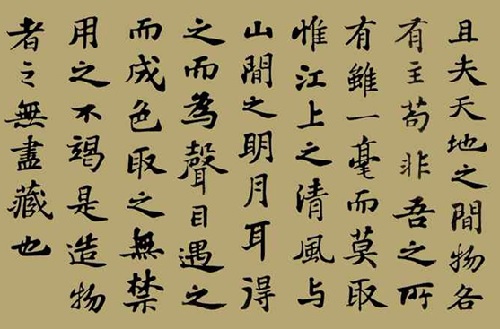 且夫天地之間物各
有主苟非吾之所
有雖一毫而莫取
惟江上之清風与
山間之明月耳得
之而為聲目遇之
而成色取之無禁
用之不竭是造物
者之無盡藏也